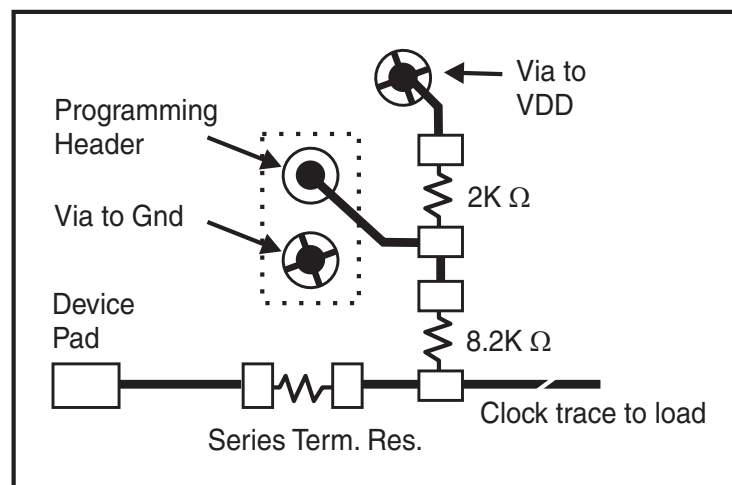 Via to
VDD
Programming
Header
2K Ω
Via to Gnd
Device
Pad
8.2K Ω
Clock trace to load
Series Term. Res.